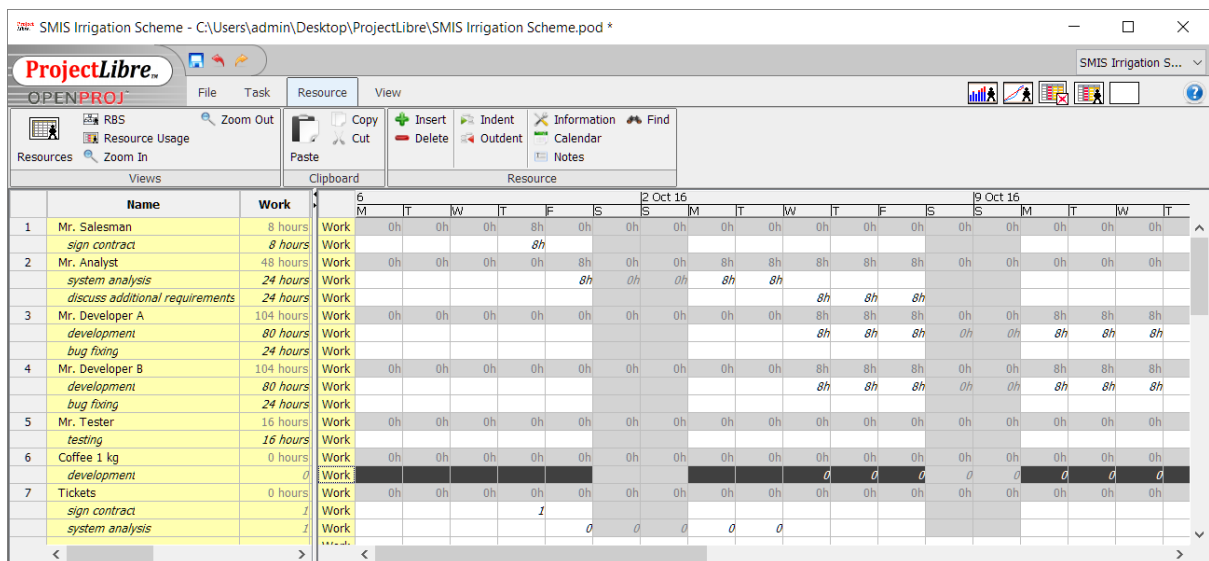 SMIS Irrigation Scheme - C:\Users\admin\Desktop\ProjectLibre\SMIS Irrigation Scheme.pod *
ProjectLibre™
OPENPROJ
SMIS Irrigation S...
File Task Resource View
RBS Zoom Out Copy Insert Indent Information Find
Resource Usage Cut Delete Outdent Calendar
Resources Zoom In Paste Notes
Views Clipboard Resource
Name Work 6 2 Oct 16 9 Oct 16
M T W T F S S M T W T F S S M T W T
1 Mr. Salesman 8 hours Work 0h 0h 0h 8h 0h 0h 0h 0h 0h 0h 0h 0h 0h 0h 0h 0h 0h
sign contract 8 hours Work 8h
2 Mr. Analyst 48 hours Work 0h 0h 0h 0h 8h 0h 0h 8h 8h 8h 8h 8h 0h 0h 0h 0h 0h
system analysis 24 hours Work 8h 0h 0h 8h 8h
discuss additional requirements 24 hours Work 8h 8h 8h
3 Mr. Developer A 104 hours Work 0h 0h 0h 0h 0h 0h 0h 0h 0h 8h 8h 8h 0h 0h 8h 8h 8h
development 80 hours Work 8h 8h 8h 0h 0h 8h 8h 8h
bug fixing 24 hours Work
4 Mr. Developer B 104 hours Work 0h 0h 0h 0h 0h 0h 0h 0h 0h 8h 8h 8h 0h 0h 8h 8h 8h
development 80 hours Work 8h 8h 8h 0h 0h 8h 8h 8h
bug fixing 24 hours Work
5 Mr. Tester 16 hours Work 0h 0h 0h 0h 0h 0h 0h 0h 0h 0h 0h 0h 0h 0h 0h 0h 0h
testing 16 hours Work
6 Coffee 1 kg 0 hours Work 0h 0h 0h 0h 0h 0h 0h 0h 0h 0h 0h 0h 0h 0h 0h 0h 0h
development 0 Work 0 0 0 0 0 0 0 0
7 Tickets 0 hours Work 0h 0h 0h 0h 0h 0h 0h 0h 0h 0h 0h 0h 0h 0h 0h 0h 0h
sign contract 1 Work 1
system analysis 1 Work 0 0 0 0 0